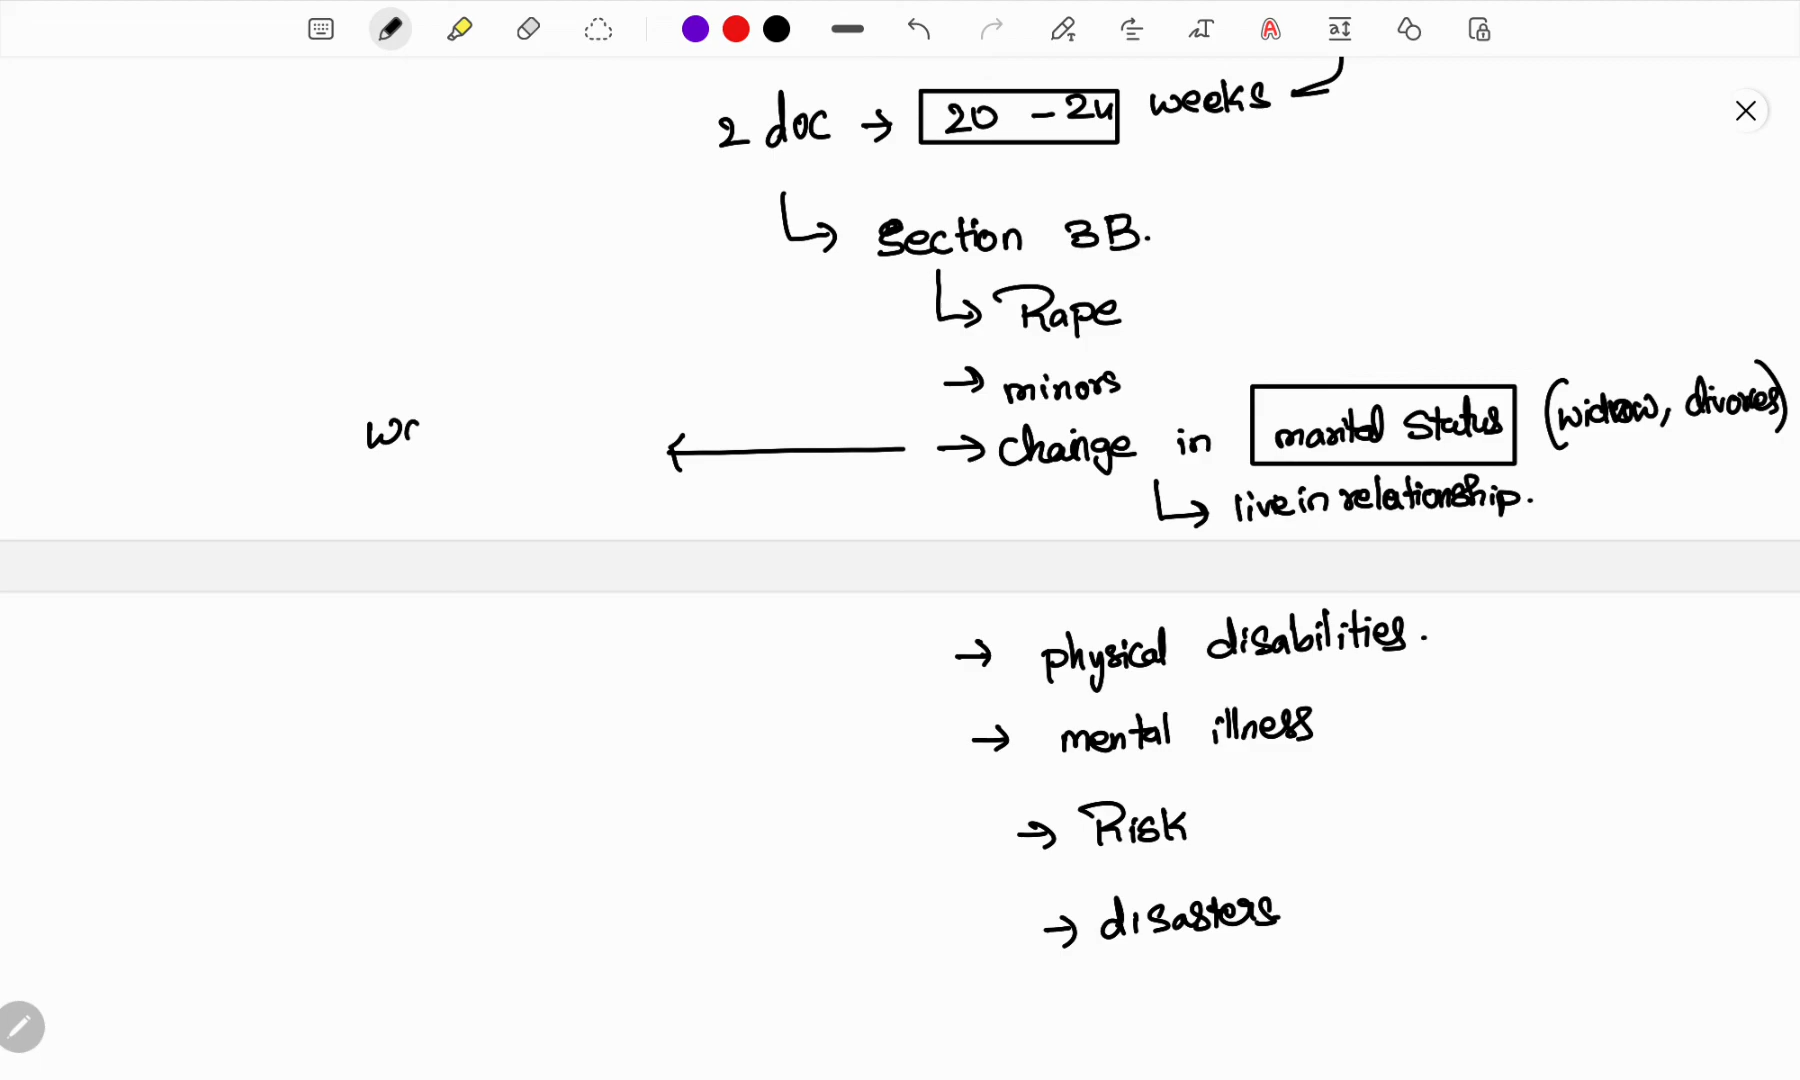 2 doc → 20 - 24 weeks
↳ Section 3B.
↳ Rape
→ minors
→ change in marital status (widow, divorces)
wr ←
↳ live in relationship.
→ physical disabilities.
→ mental illness
→ Risk
→ disasters